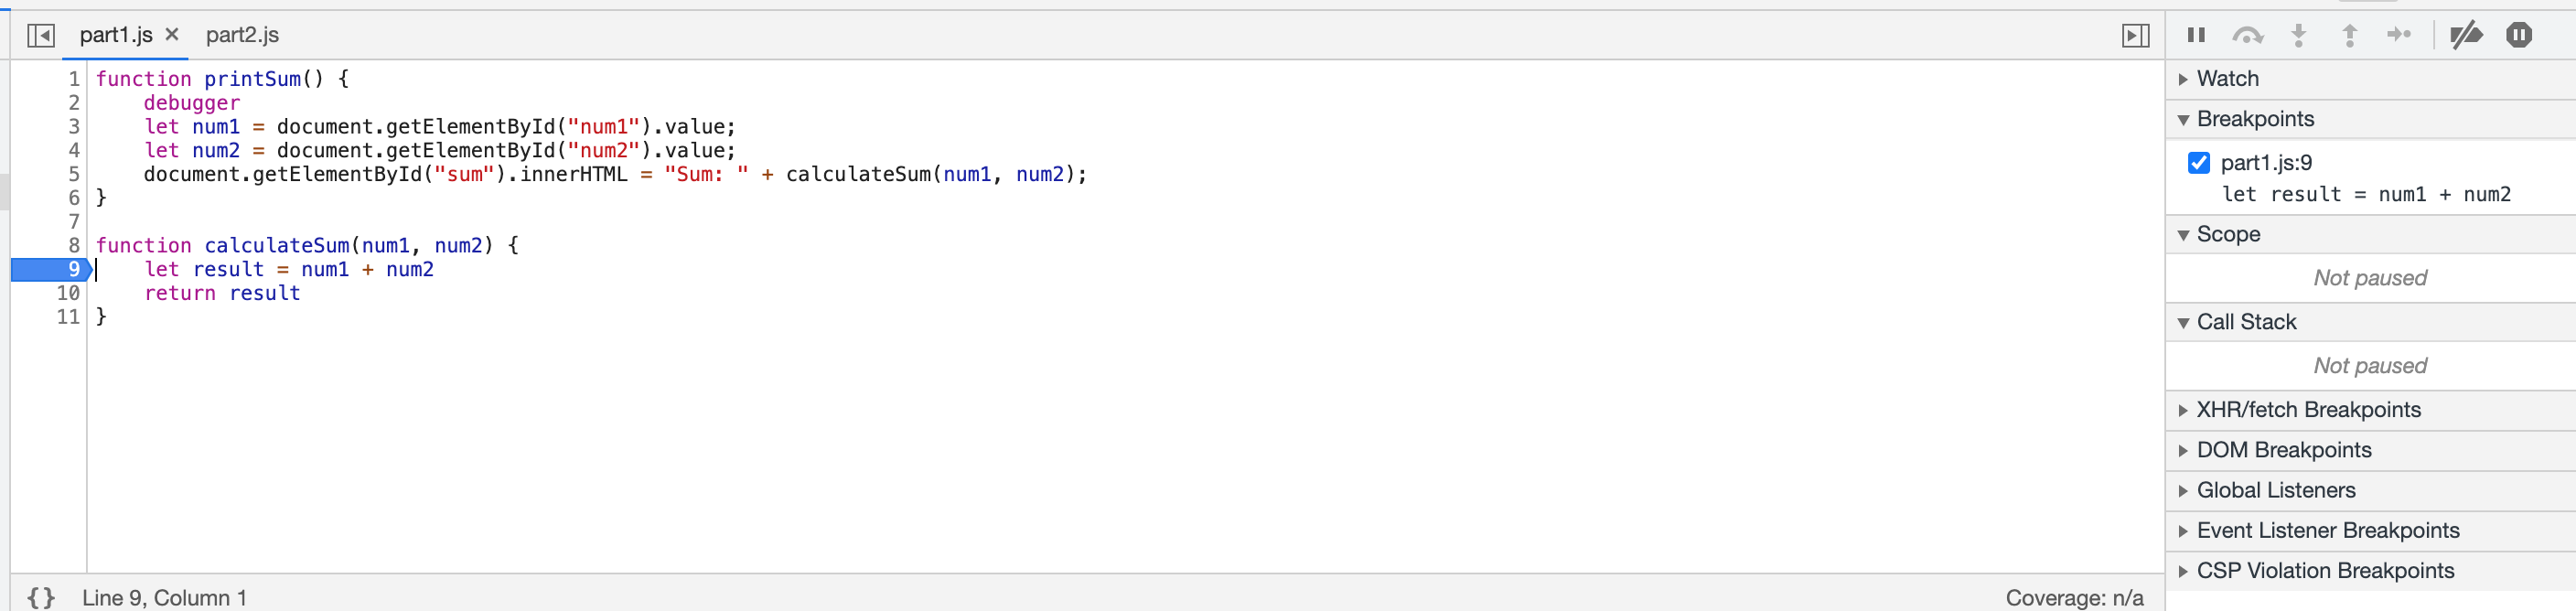 part1.js × part2.js
1 function printSum() {
2 debugger
3 let num1 = document.getElementById("num1").value;
4 let num2 = document.getElementById("num2").value;
5 document.getElementById("sum").innerHTML = "Sum: " + calculateSum(num1, num2);
6 }
7
8 function calculateSum(num1, num2) {
9 let result = num1 + num2
10 return result
11 }
{} Line 9, Column 1
Coverage: n/a
Watch
Breakpoints
part1.js:9
let result = num1 + num2
Scope
Not paused
Call Stack
Not paused
XHR/fetch Breakpoints
DOM Breakpoints
Global Listeners
Event Listener Breakpoints
CSP Violation Breakpoints